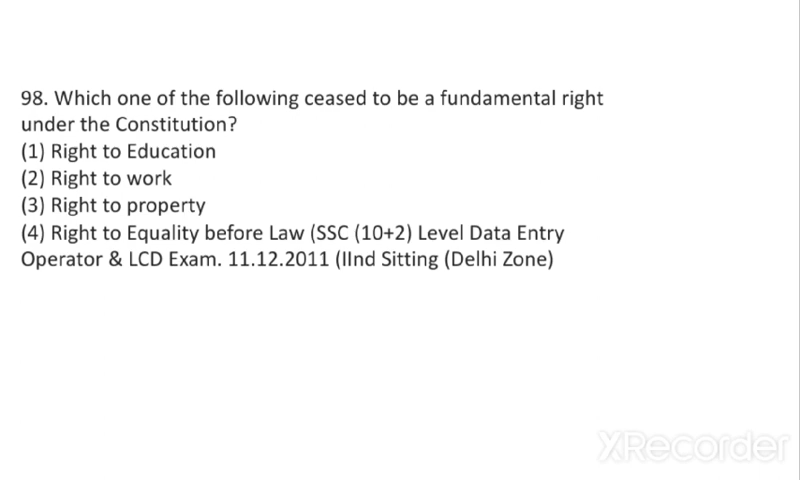 98. Which one of the following ceased to be a fundamental right
under the Constitution?
(1) Right to Education
(2) Right to work
(3) Right to property
(4) Right to Equality before Law (SSC (10+2) Level Data Entry
Operator & LCD Exam. 11.12.2011 (IInd Sitting (Delhi Zone)
XRecorder